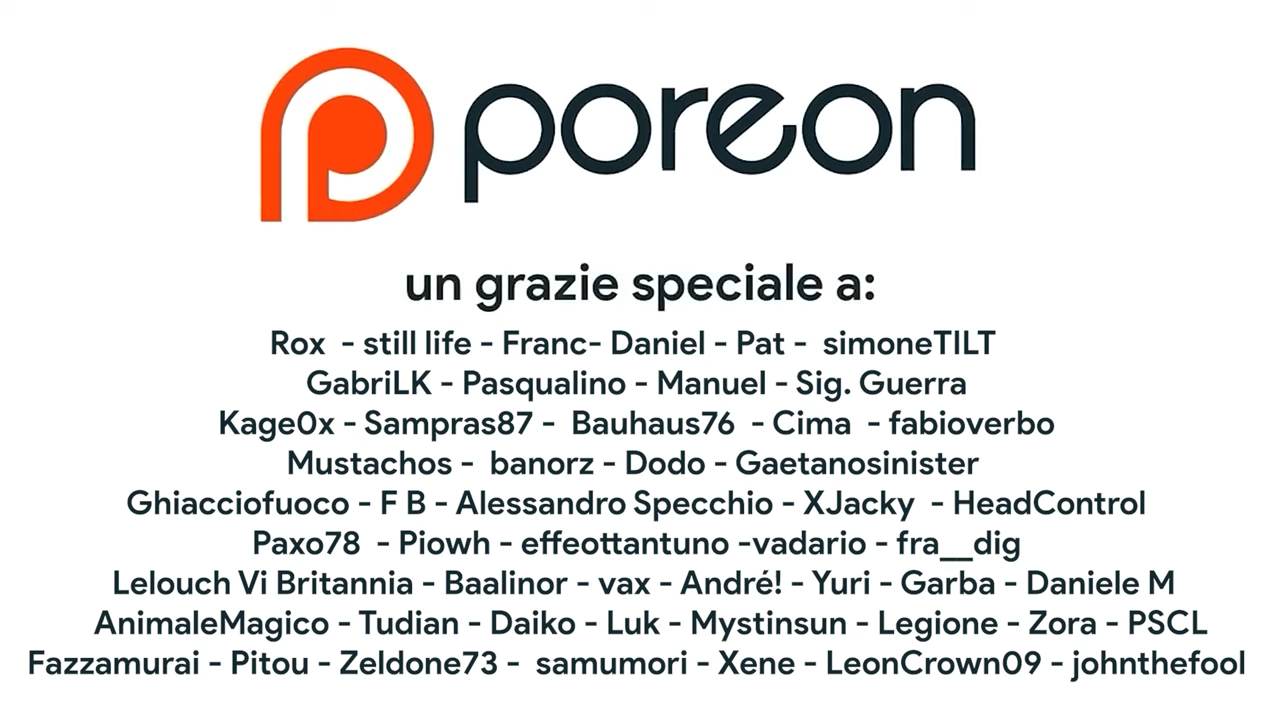 poreon
un grazie speciale a:
Rox - still life - Franc- Daniel - Pat - simoneTILT
GabriLK - Pasqualino - Manuel - Sig. Guerra
Kage0x - Sampras87 - Bauhaus76 - Cima - fabioverbo
Mustachos - banorz - Dodo - Gaetanosinister
Ghiacciofuoco - F B - Alessandro Specchio - XJacky - HeadControl
Paxo78 - Piowh - effeottantuno -vadario - fra__dig
Lelouch Vi Britannia - Baalinor - vax - André! - Yuri - Garba - Daniele M
AnimaleMagico - Tudian - Daiko - Luk - Mystinsun - Legione - Zora - PSCL
Fazzamurai - Pitou - Zeldone73 - samumori - Xene - LeonCrown09 - johnthefool